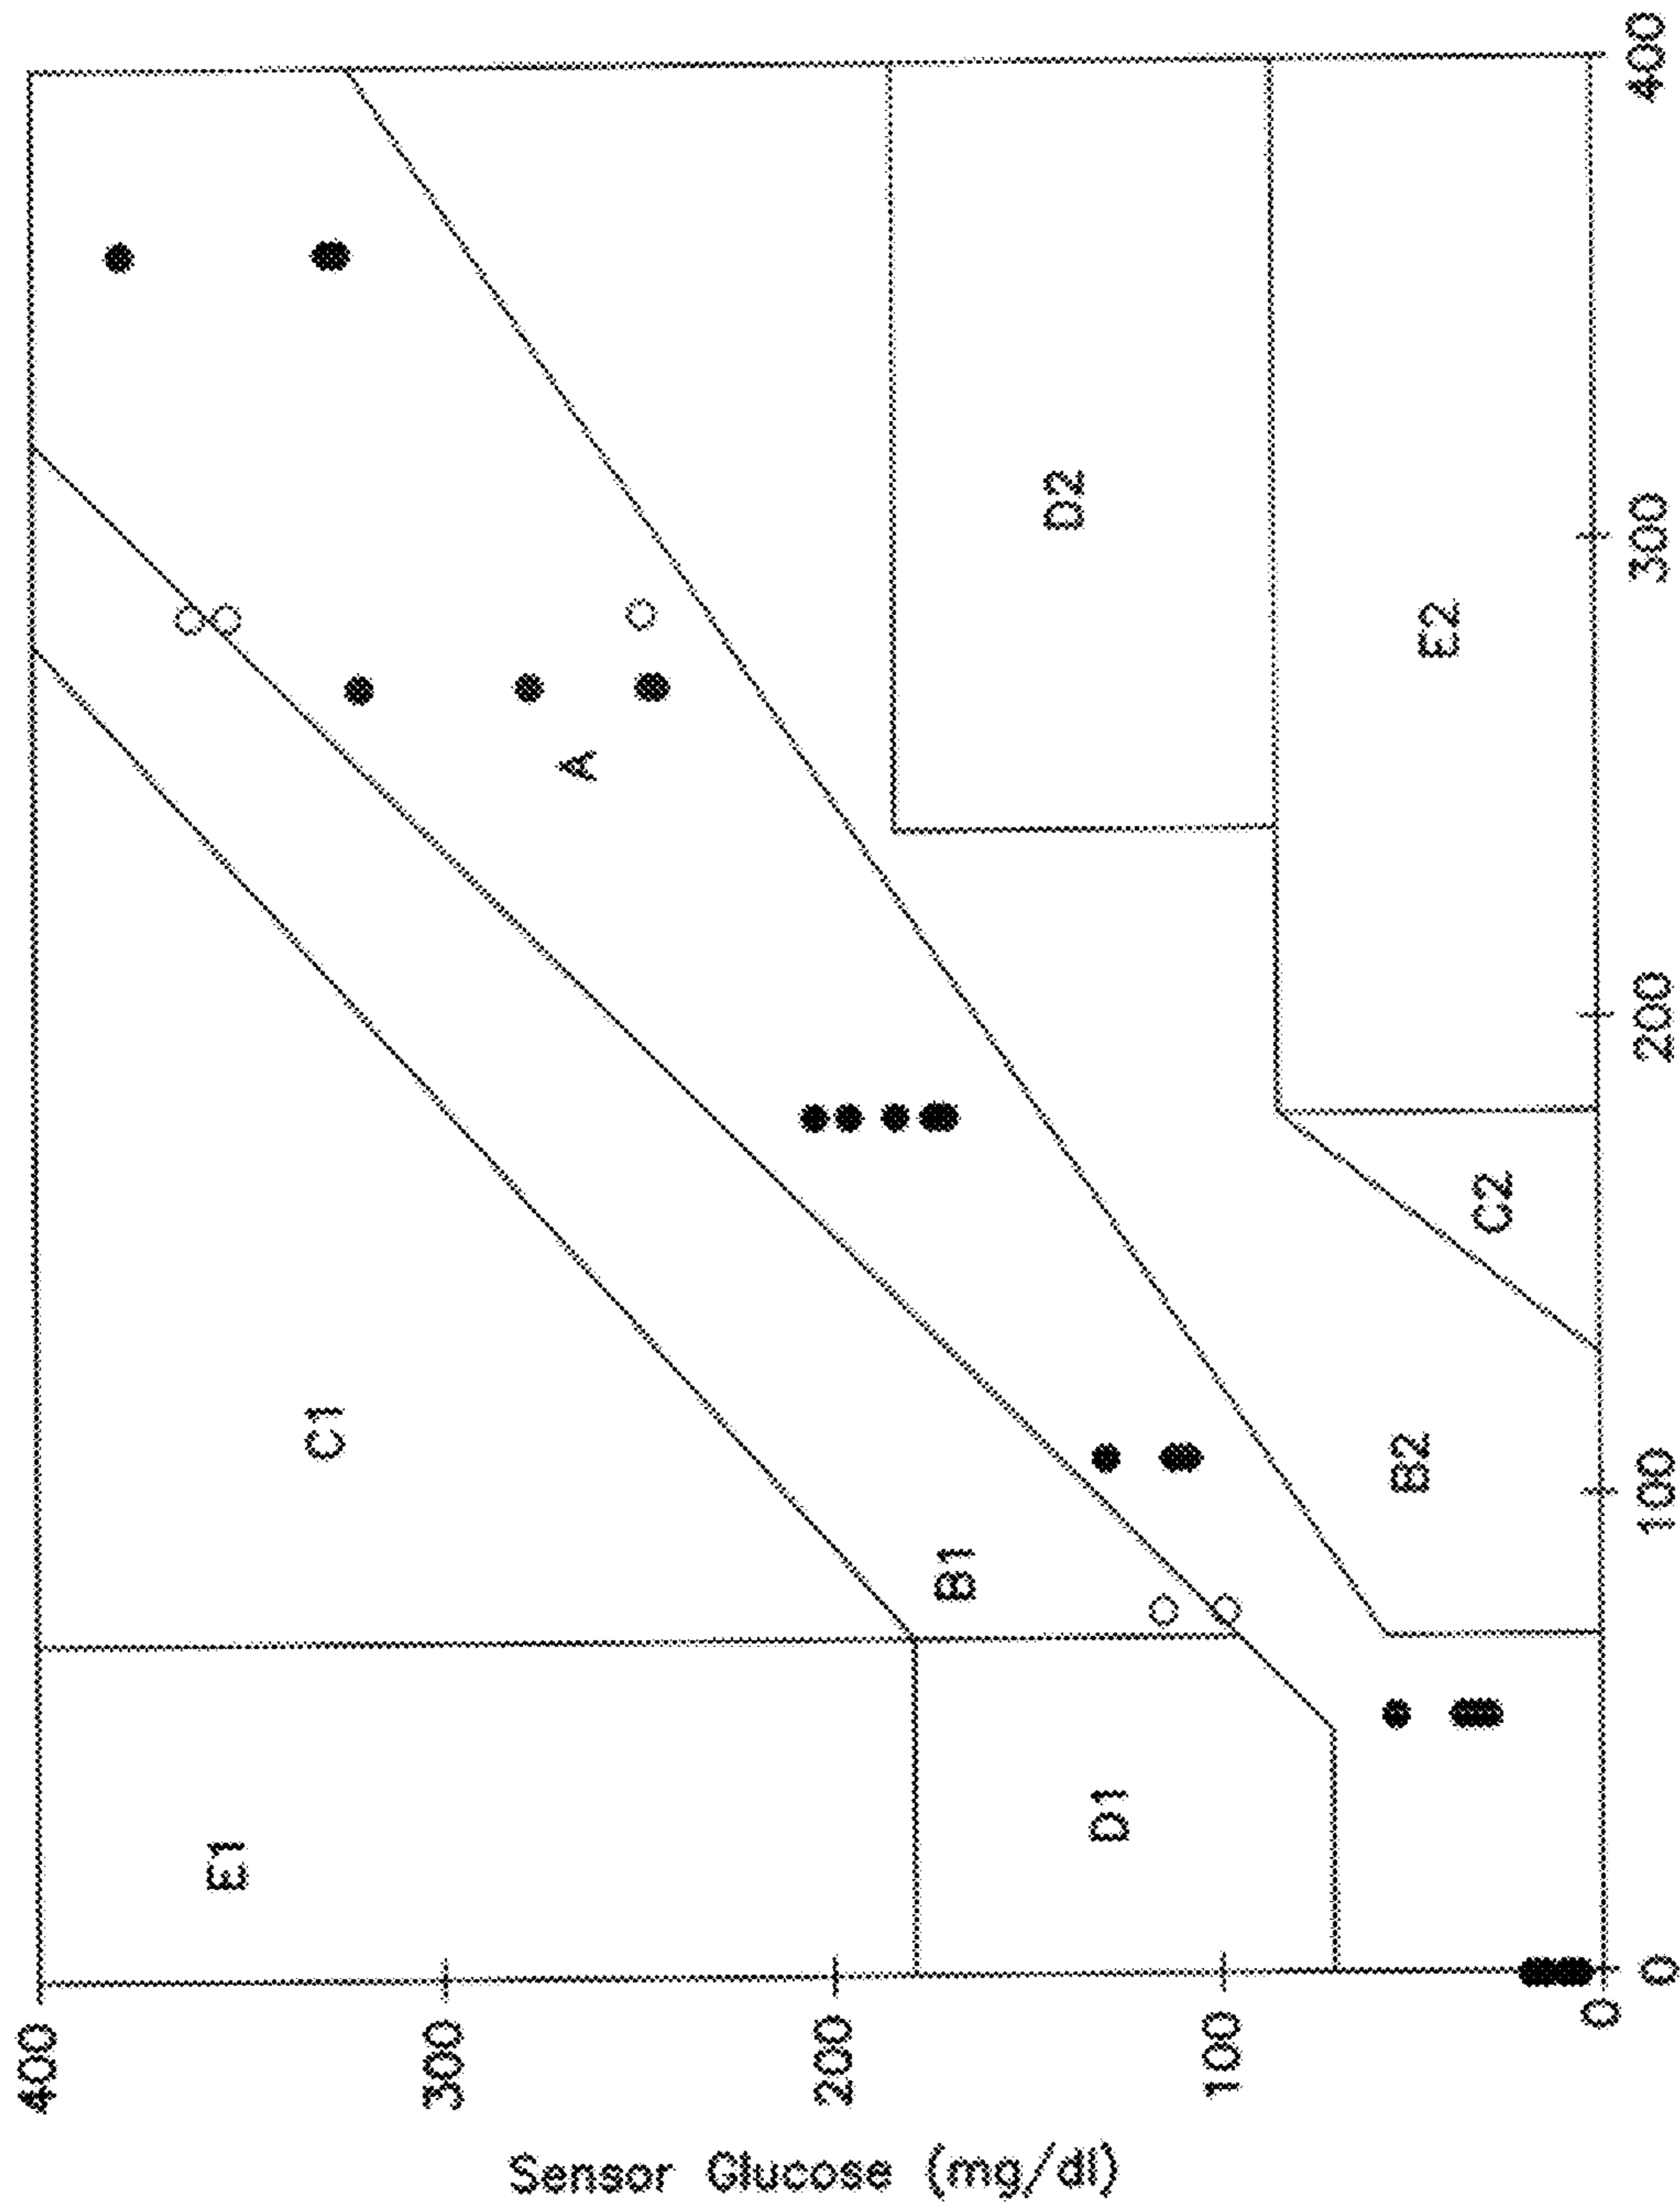 400
300
200
100
0
Sensor Glucose (mg/dl)
E1
C1
D1
B1
A
B2
C2
D2
E2
0
100
200
300
400